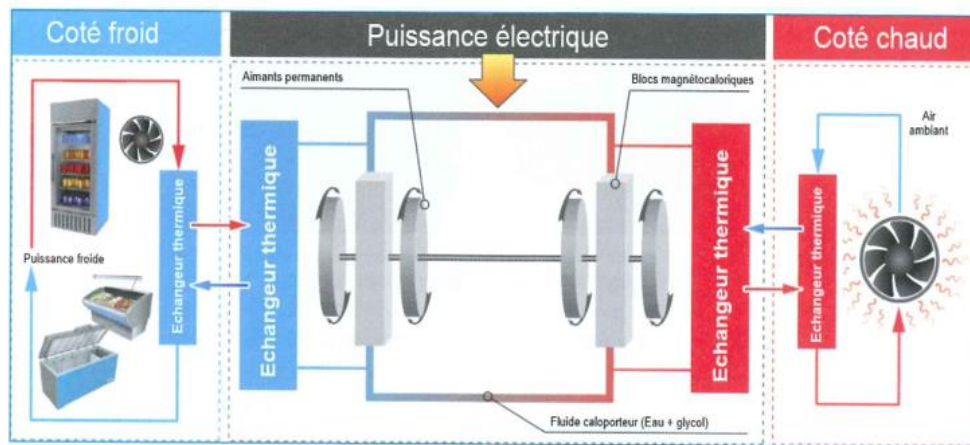 Coté froid
Puissance électrique
Coté chaud
Aimants permanents
Blocs magnétocaloriques
Air
ambiant
Echangeur thermique
Echangeur thermique
Echangeur thermique
Echangeur thermique
Puissance froide
Fluide caloporteur (Eau + glycol)